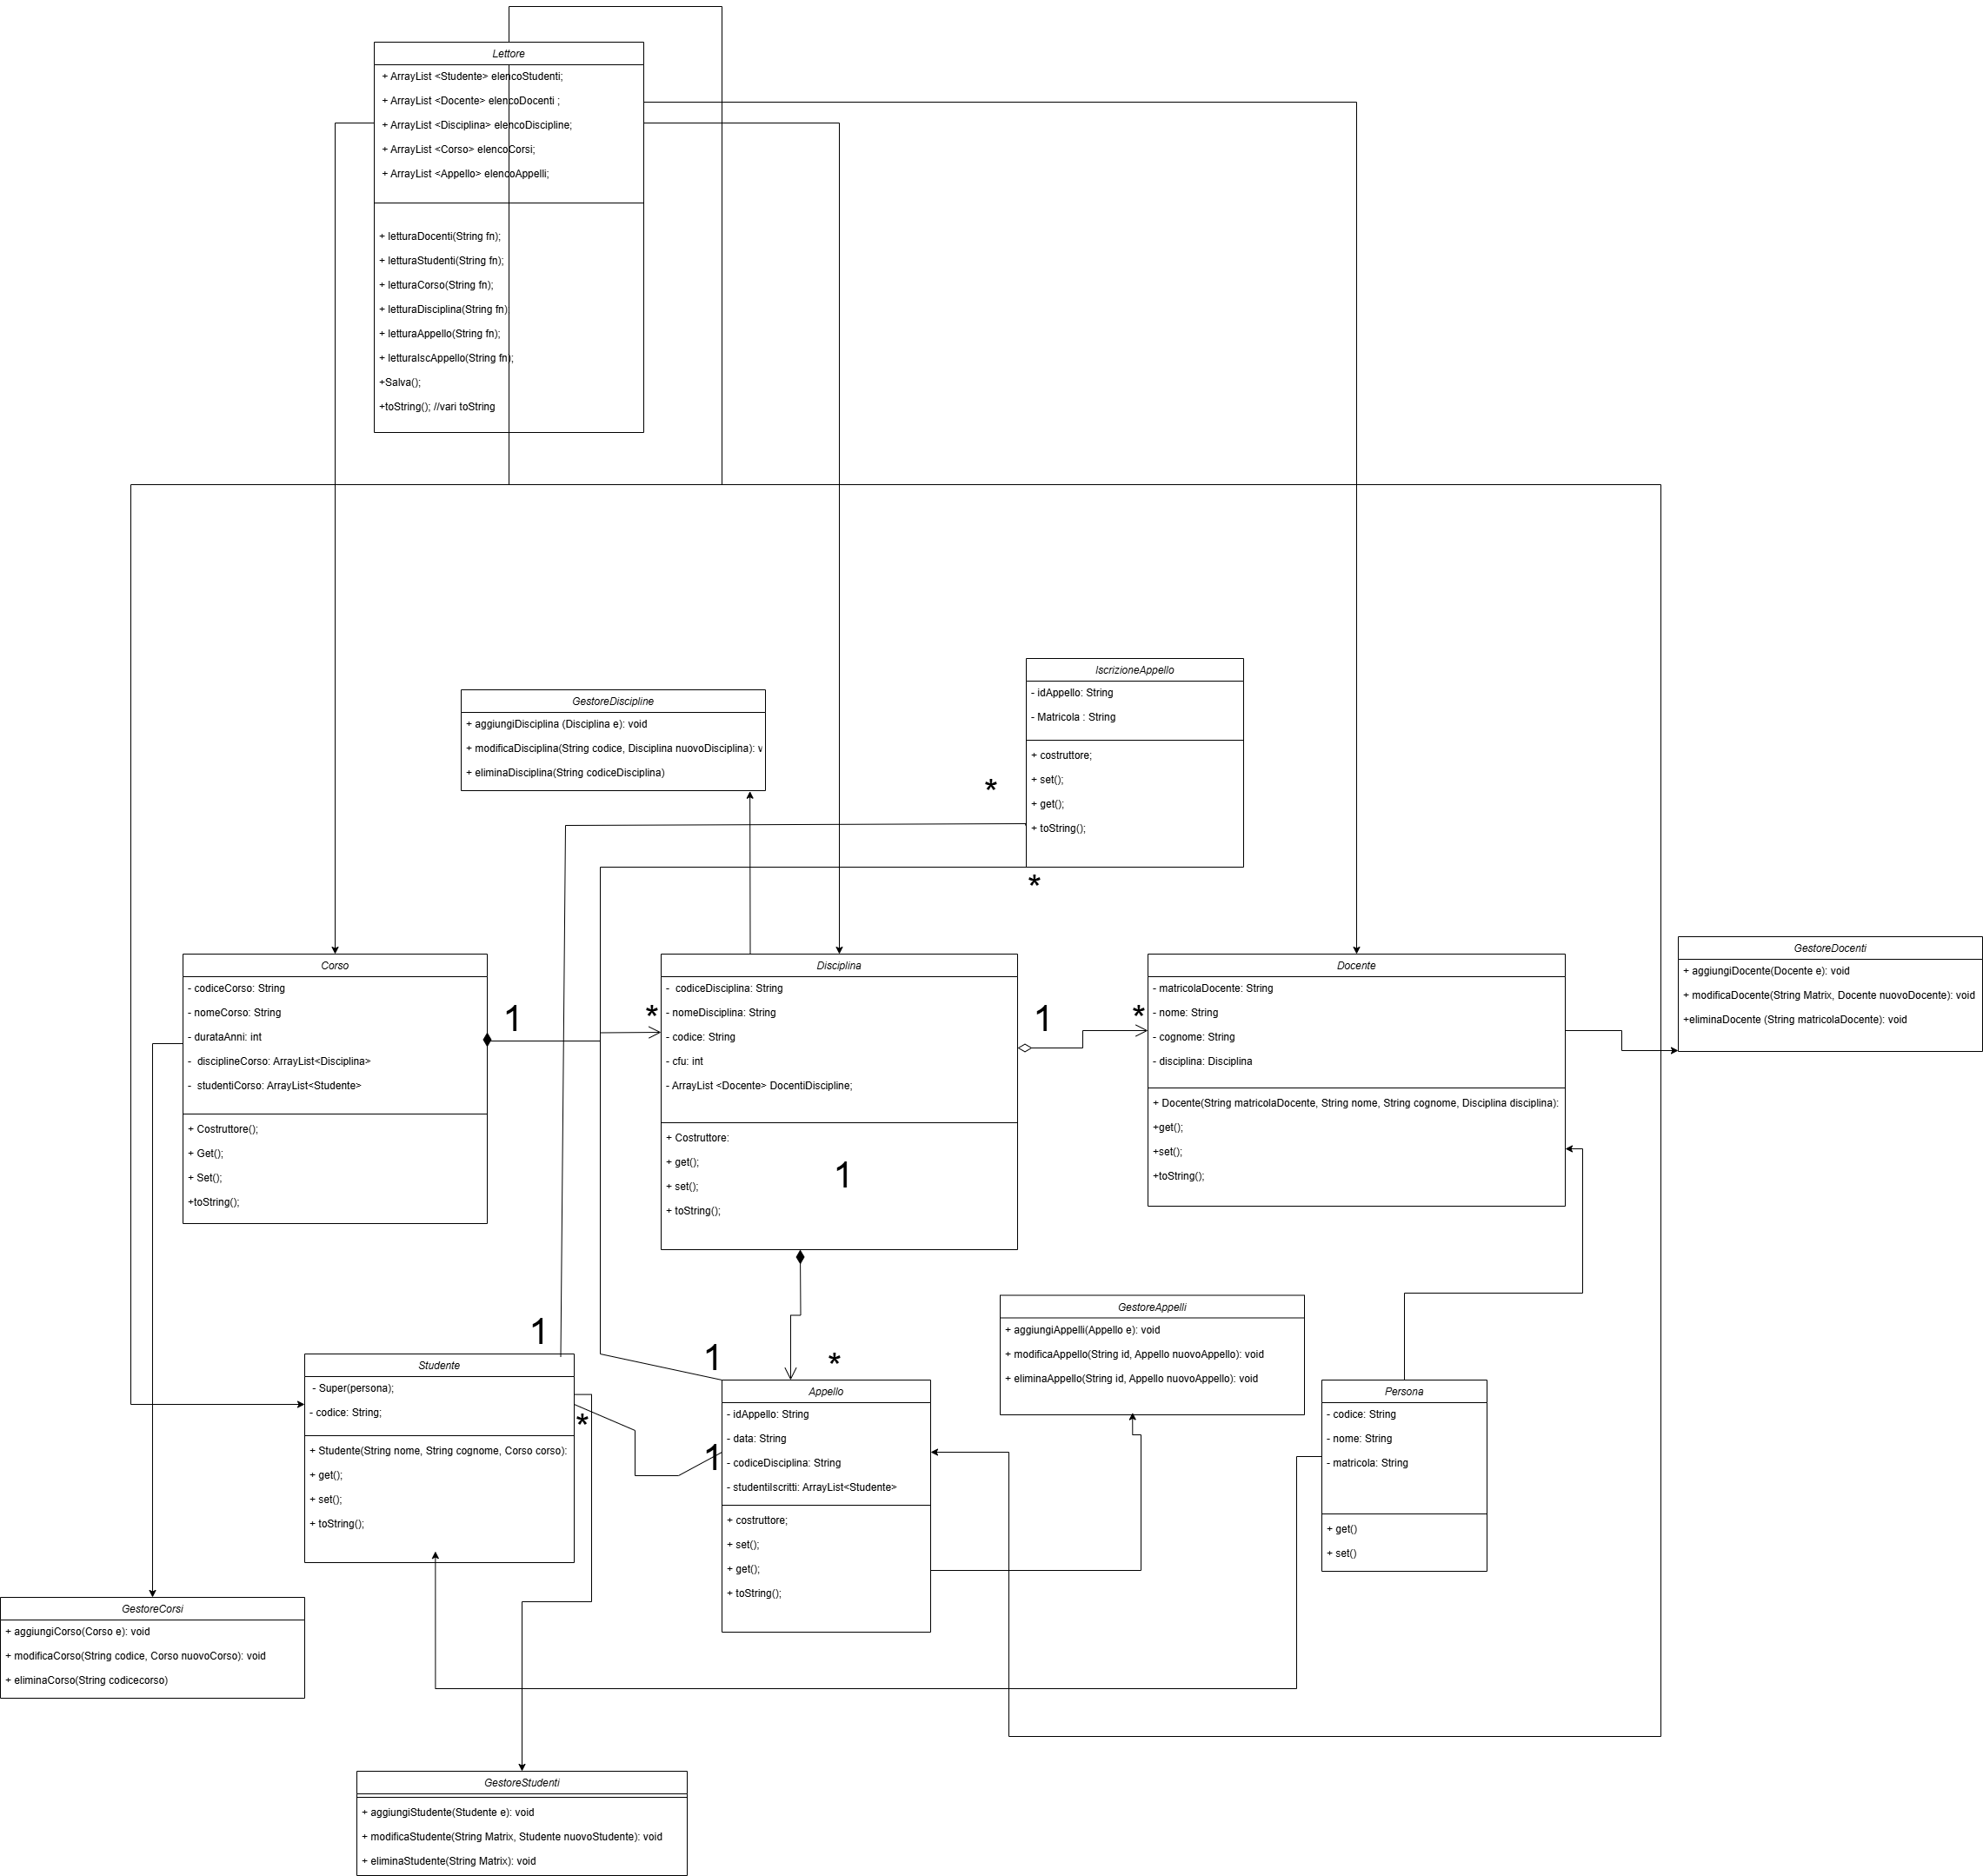 Lettore
+ ArrayList <Studente> elencoStudenti;
+ ArrayList <Docente> elencoDocenti ;
+ ArrayList <Disciplina> elencoDiscipline;
+ ArrayList <Corso> elencoCorsi;
+ ArrayList <Appello> elencoAppelli;
+ letturaDocenti(String fn);
+ letturaStudenti(String fn);
+ letturaCorso(String fn);
+ letturaDisciplina(String fn)
+ letturaAppello(String fn);
+ letturaIscAppello(String fn);
+Salva();
+toString(); //vari toString
IscrizioneAppello
- idAppello: String
- Matricola : String
+ costruttore;
+ set();
+ get();
+ toString();
*
*
GestoreDiscipline
+ aggiungiDisciplina (Disciplina e): void
+ modificaDisciplina(String codice, Disciplina nuovoDisciplina): v
+ eliminaDisciplina(String codiceDisciplina)
Corso
- codiceCorso: String
- nomeCorso: String
- durataAnni: int
- disciplineCorso: ArrayList<Disciplina>
- studentiCorso: ArrayList<Studente>
+ Costruttore();
+ Get();
+ Set();
+toString();
1
*
Disciplina
- codiceDisciplina: String
- nomeDisciplina: String
- codice: String
- cfu: int
- ArrayList <Docente> DocentiDiscipline;
+ Costruttore:
+ get();
+ set();
+ toString();
1
1
*
Docente
- matricolaDocente: String
- nome: String
- cognome: String
- disciplina: Disciplina
+ Docente(String matricolaDocente, String nome, String cognome, Disciplina disciplina):
+get();
+set();
+toString();
GestoreDocenti
+ aggiungiDocente(Docente e): void
+ modificaDocente(String Matrix, Docente nuovoDocente): void
+eliminaDocente (String matricolaDocente): void
1
Studente
- Super(persona);
- codice: String;
+ Studente(String nome, String cognome, Corso corso):
+ get();
+ set();
+ toString();
*
1
1
*
Appello
- idAppello: String
- data: String
- codiceDisciplina: String
- studentiIscritti: ArrayList<Studente>
+ costruttore;
+ set();
+ get();
+ toString();
GestoreAppelli
+ aggiungiAppelli(Appello e): void
+ modificaAppello(String id, Appello nuovoAppello): void
+ eliminaAppello(String id, Appello nuovoAppello): void
Persona
- codice: String
- nome: String
- matricola: String
+ get()
+ set()
GestoreCorsi
+ aggiungiCorso(Corso e): void
+ modificaCorso(String codice, Corso nuovoCorso): void
+ eliminaCorso(String codicecorso)
GestoreStudenti
+ aggiungiStudente(Studente e): void
+ modificaStudente(String Matrix, Studente nuovoStudente): void
+ eliminaStudente(String Matrix): void